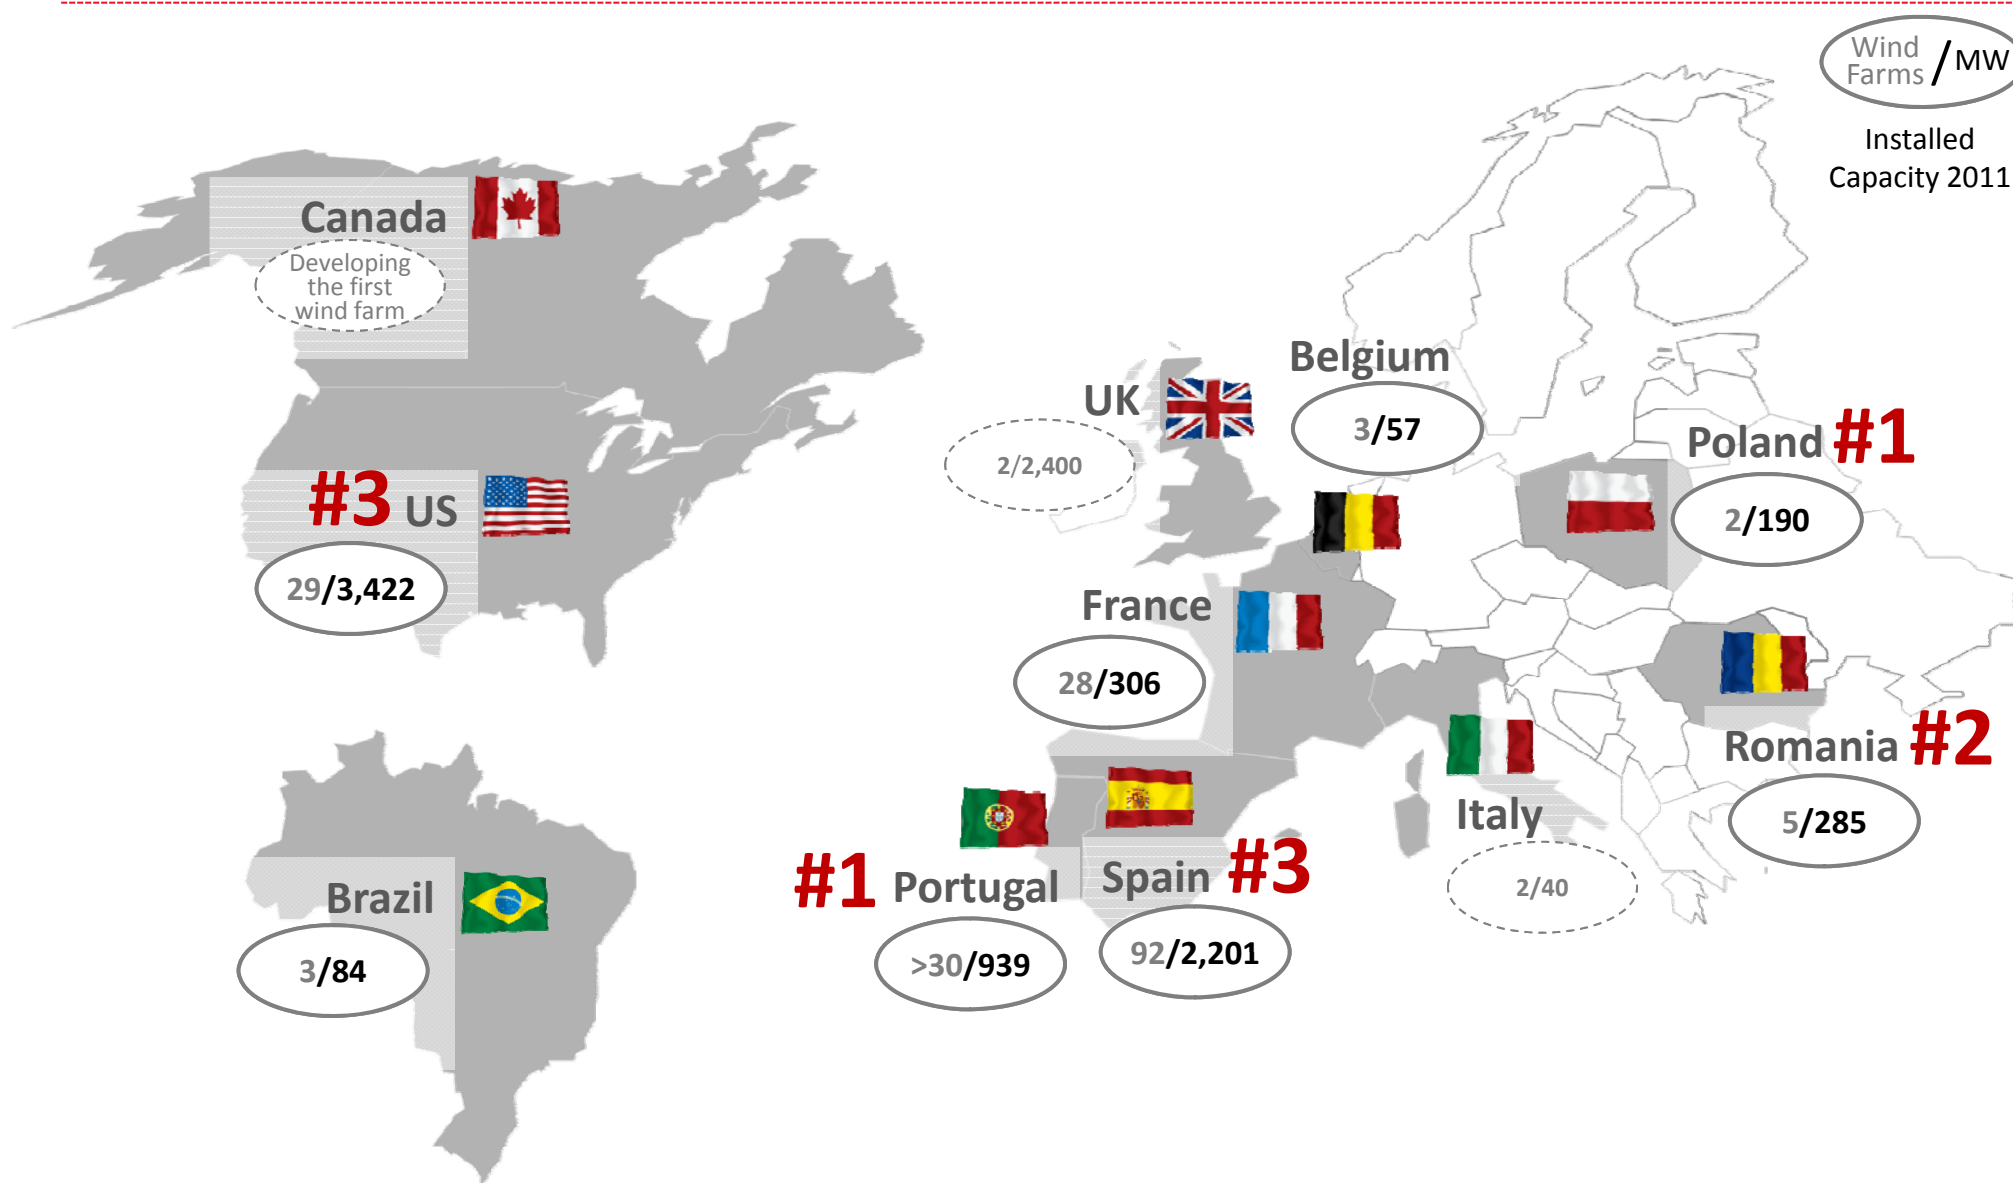 Wind
Farms / MW
Installed
Capacity 2011
Canada
Developing
the first
wind farm
#3 US
29/3,422
Brazil
3/84
UK
2/2,400
Belgium
3/57
Poland #1
2/190
France
28/306
Romania #2
5/285
Italy
2/40
#1 Portugal
>30/939
Spain #3
92/2,201